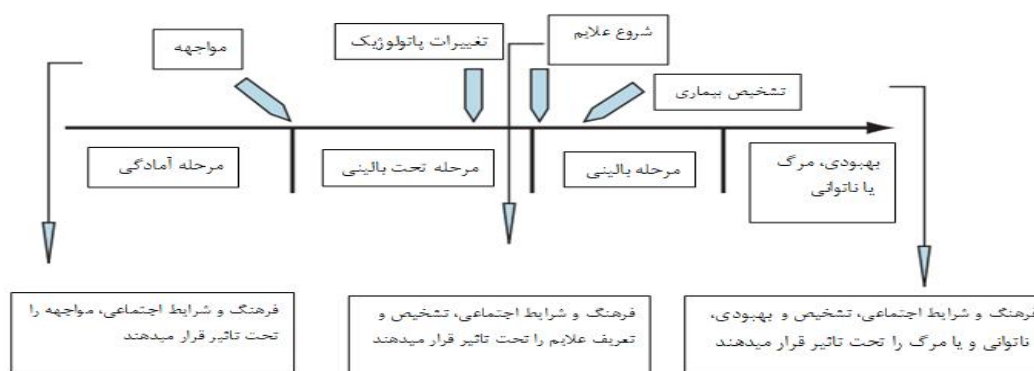 شروع علایم
تغییرات پاتولوژیک
مواجهه
تشخیص بیماری
مرحله آمادگی
مرحله تحت بالینی
مرحله بالینی
بهبودی، مرگ
یا ناتوانی
فرهنگ و شرایط اجتماعی، مواجهه را
تحت تاثیر قرار میدهند
فرهنگ و شرایط اجتماعی، تشخیص و
تعریف علایم را تحت تاثیر قرار میدهند
فرهنگ و شرایط اجتماعی، تشخیص و بهبودی،
ناتوانی و یا مرگ را تحت تاثیر قرار میدهند